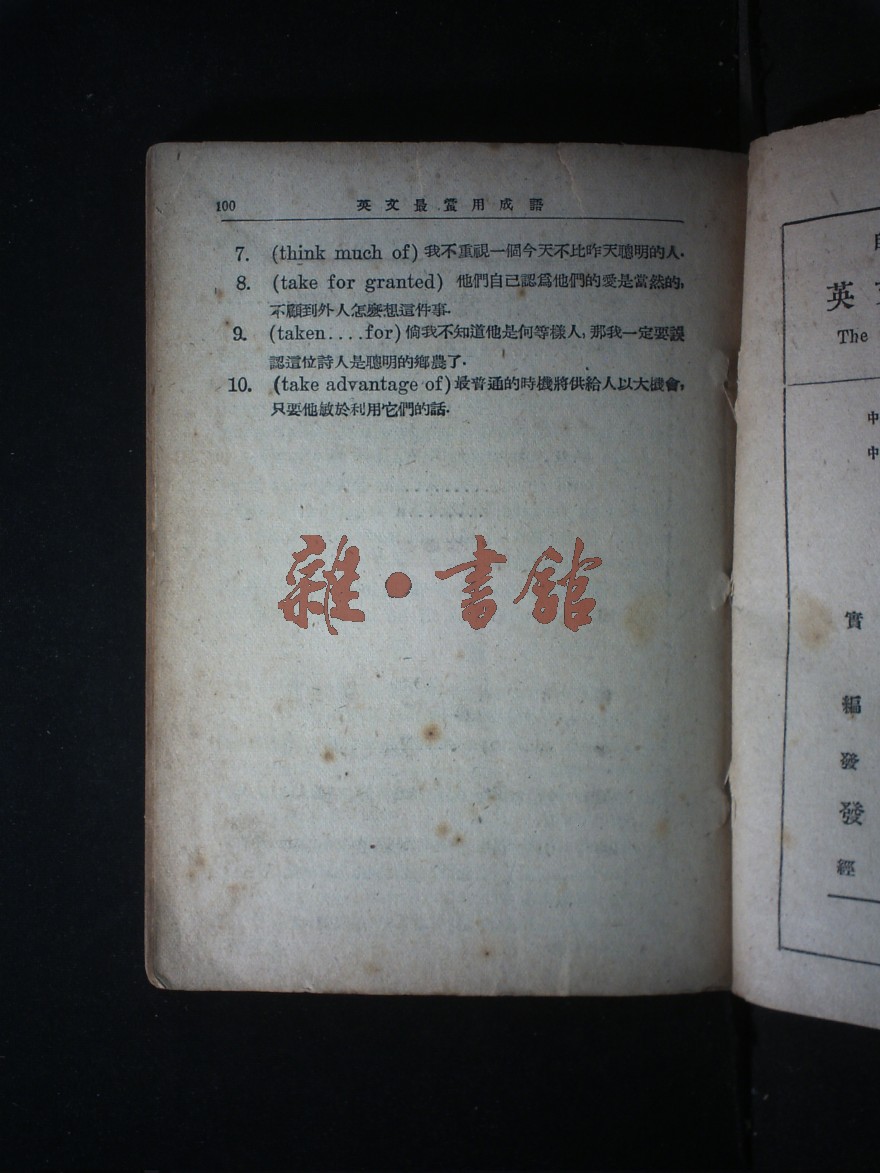 100 英文最常用成語
7. (think much of) 我不重視一個今天不比昨天聰明的人.
8. (take for granted) 他們自己認爲他們的愛是當然的,
不顧到外人怎麽想這件事.
9. (taken....for) 倘我不知道他是何等樣人, 那我一定要誤
認這位詩人是聰明的鄉農了.
10. (take advantage of) 最普通的時機將供給人以大機會,
只要他敏於利用它們的話.
雜•書館
英
The
中
中
實
編
發
發
經